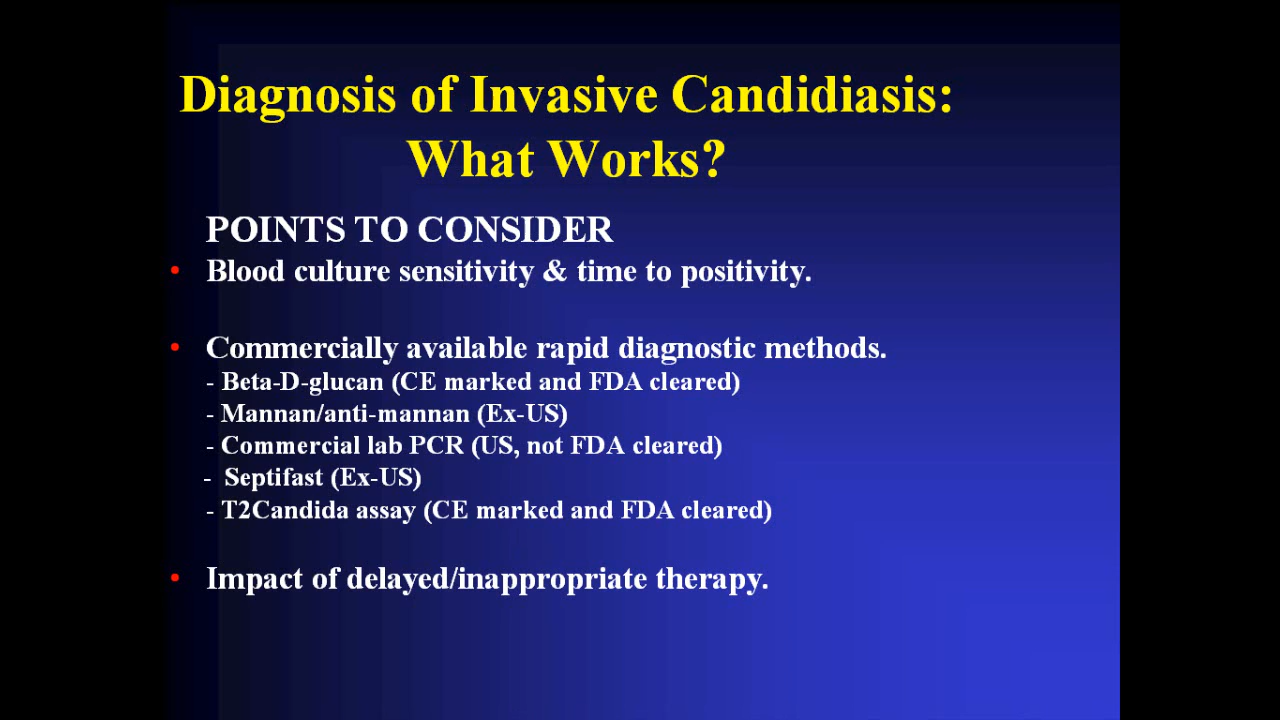 Diagnosis of Invasive Candidiasis:
What Works?
POINTS TO CONSIDER
• Blood culture sensitivity & time to positivity.
• Commercially available rapid diagnostic methods.
- Beta-D-glucan (CE marked and FDA cleared)
- Mannan/anti-mannan (Ex-US)
- Commercial lab PCR (US, not FDA cleared)
- Septifast (Ex-US)
- T2Candida assay (CE marked and FDA cleared)
• Impact of delayed/inappropriate therapy.